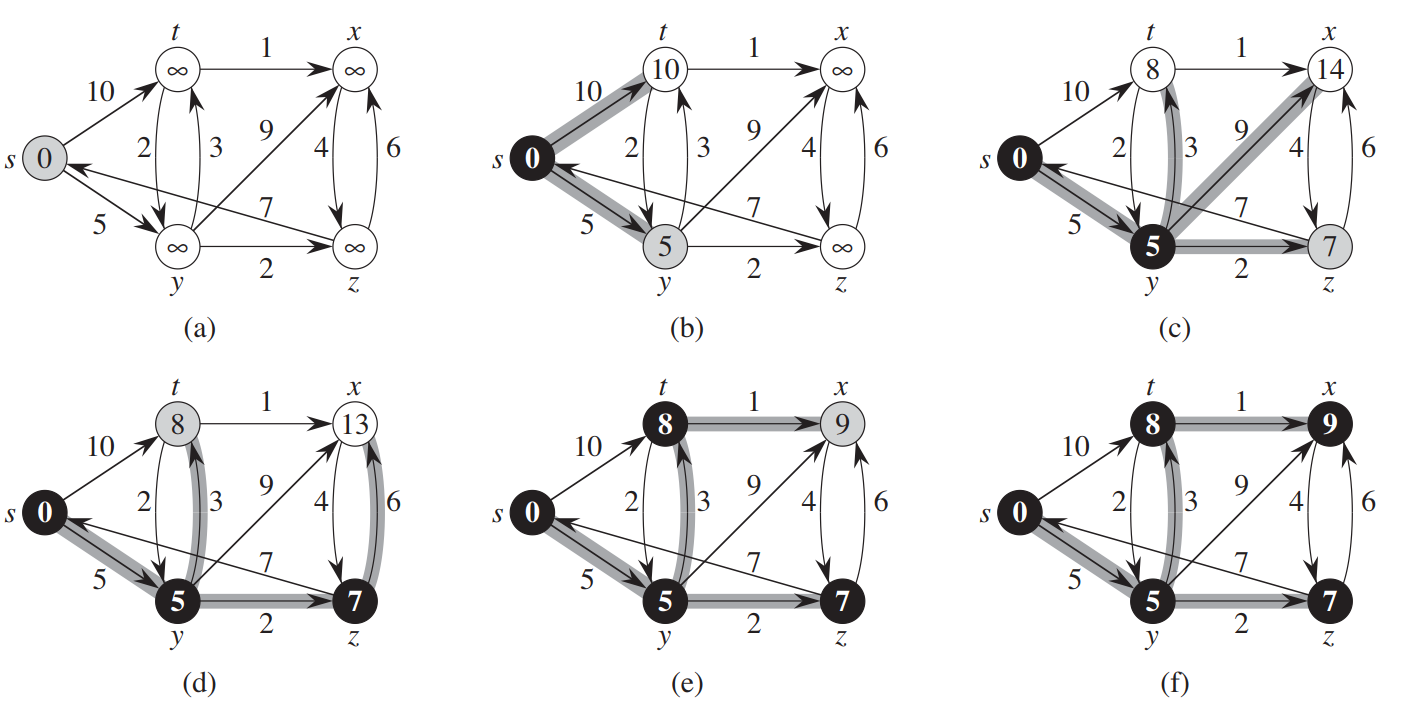 t x t x t x
1 1 1
∞ ∞ 10 ∞ 8 14
10 10 10
9 9 9
s 0 2 3 4 6 s 0 2 3 4 6 s 0 2 3 4 6
5 7 5 7 5 7
∞ ∞ 5 ∞ 5 7
2 2 2
y z y z y z
(a) (b) (c)
t x t x t x
1 1 1
8 13 8 9 8 9
10 10 10
9 9 9
s 0 2 3 4 6 s 0 2 3 4 6 s 0 2 3 4 6
5 7 5 7 5 7
5 7 5 7 5 7
2 2 2
y z y z y z
(d) (e) (f)